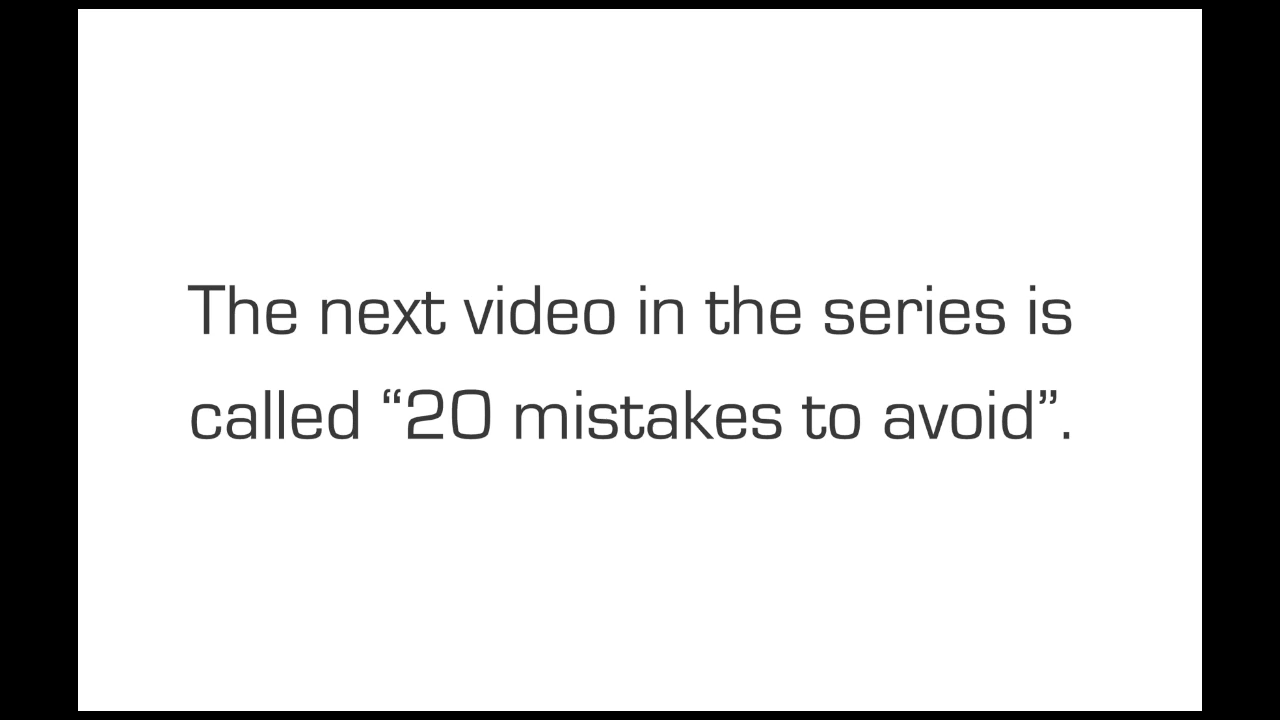 The next video in the series is
called “20 mistakes to avoid”.